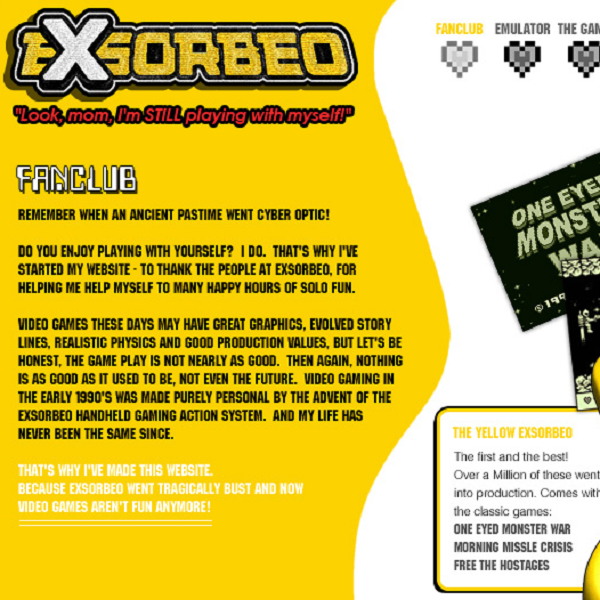 EXSORBEO
"Look, mom, I'm STILL playing with myself!"
FANCLUB EMULATOR THE
FANCLUB
REMEMBER WHEN AN ANCIENT PASTIME WENT CYBER OPTIC!
DO YOU ENJOY PLAYING WITH YOURSELF? I DO. THAT'S WHY I'VE
STARTED MY WEBSITE - TO THANK THE PEOPLE AT EXSORBEO, FOR
HELPING ME HELP MYSELF TO MANY HAPPY HOURS OF SOLO FUN.
VIDEO GAMES THESE DAYS MAY HAVE GREAT GRAPHICS, EVOLVED STORY
LINES, REALISTIC PHYSICS AND GOOD PRODUCTION VALUES, BUT LET'S BE
HONEST, THE GAME PLAY IS NOT NEARLY AS GOOD. THEN AGAIN, NOTHING
IS AS GOOD AS IT USED TO BE, NOT EVEN THE FUTURE. VIDEO GAMING IN
THE EARLY 1990'S WAS MADE PURELY PERSONAL BY THE ADVENT OF THE
EXSORBEO HANDHELD GAMING ACTION SYSTEM. AND MY LIFE HAS
NEVER BEEN THE SAME SINCE.
THAT'S WHY I'VE MADE THIS WEBSITE.
BECAUSE EXSORBEO WENT TRAGICALLY BUST AND NOW
VIDEO GAMES AREN'T FUN ANYMORE!
ONE EYED
MONSTER
WAR
© 199
THE YELLOW EXSORBEO
The first and the best!
Over a Million of these went
into production. Comes with
the classic games:
ONE EYED MONSTER WAR
MORNING MISSLE CRISIS
FREE THE HOSTAGES